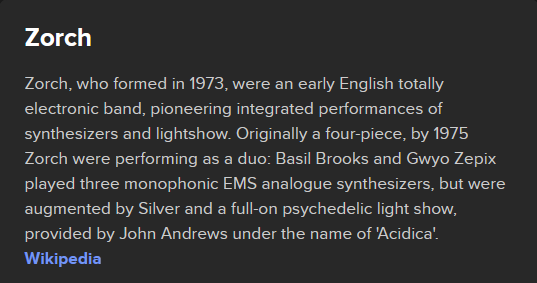 Zorch
Zorch, who formed in 1973, were an early English totally
electronic band, pioneering integrated performances of
synthesizers and lightshow. Originally a four-piece, by 1975
Zorch were performing as a duo: Basil Brooks and Gwyo Zepix
played three monophonic EMS analogue synthesizers, but were
augmented by Silver and a full-on psychedelic light show,
provided by John Andrews under the name of 'Acidica'.
Wikipedia